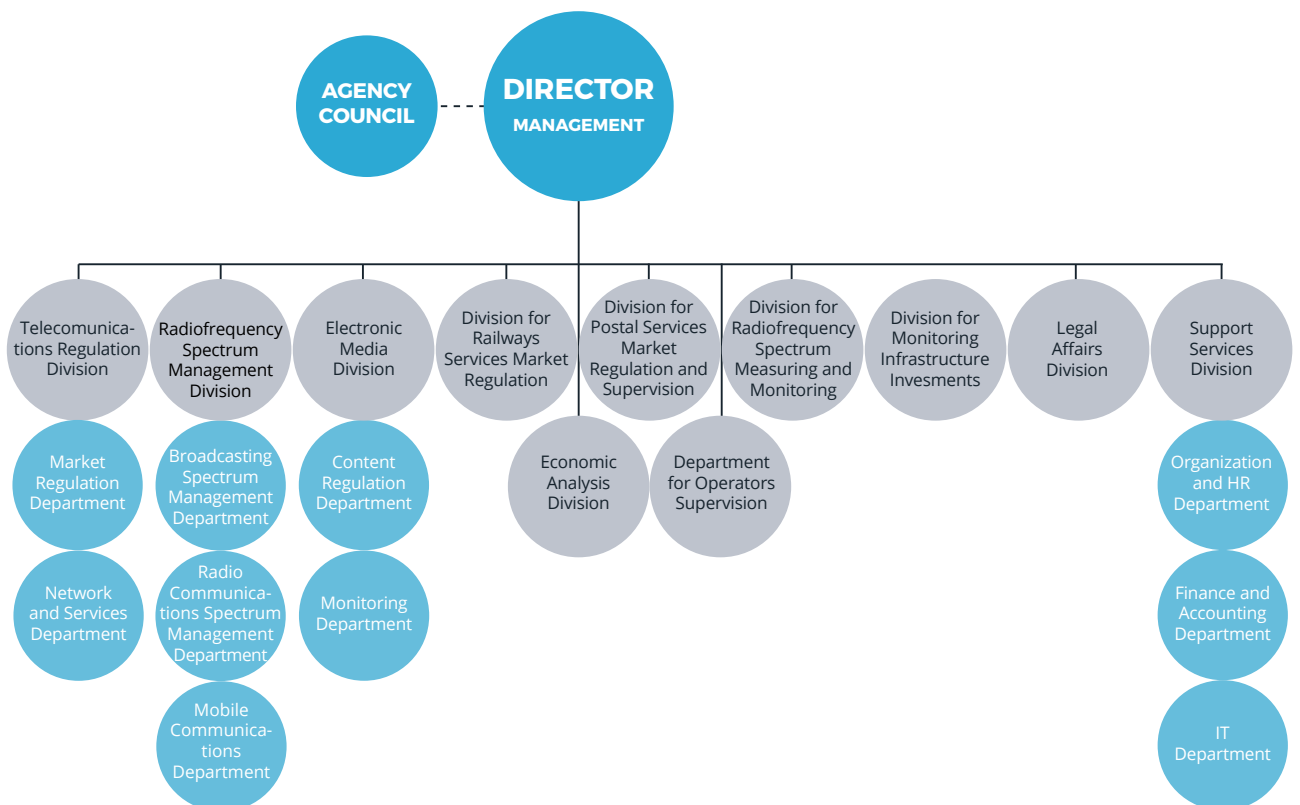 AGENCY
COUNCIL
DIRECTOR
MANAGEMENT
Telecomunica-
tions Regulation
Division
Radiofrequency
Spectrum
Management
Division
Electronic
Media
Division
Division for
Railways
Services Market
Regulation
Division for
Postal Services
Market
Regulation and
Supervision
Division for
Radiofrequency
Spectrum
Measuring and
Monitoring
Division for
Monitoring
Infrastructure
Invesments
Legal
Affairs
Division
Support
Services
Division
Market
Regulation
Department
Broadcasting
Spectrum
Management
Department
Content
Regulation
Department
Economic
Analysis
Division
Department
for Operators
Supervision
Organization
and HR
Department
Network
and Services
Department
Radio
Communica-
tions Spectrum
Management
Department
Monitoring
Department
Finance and
Accounting
Department
Mobile
Communica-
tions
Department
IT
Department